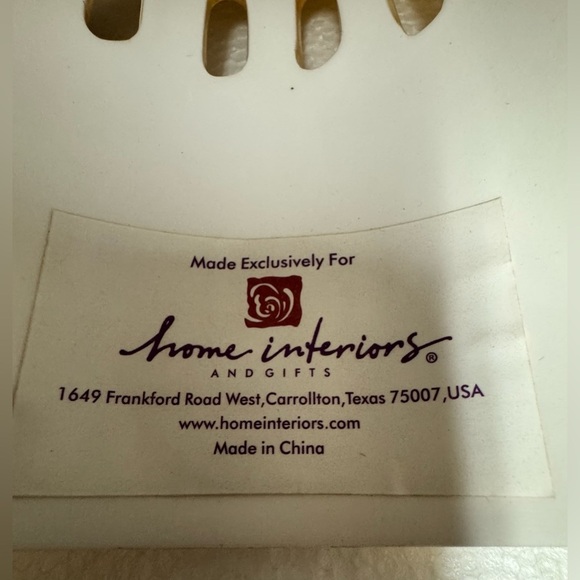 Made Exclusively For
home interiors®
AND GIFTS
1649 Frankford Road West,Carrollton,Texas 75007,USA
www.homeinteriors.com
Made in China